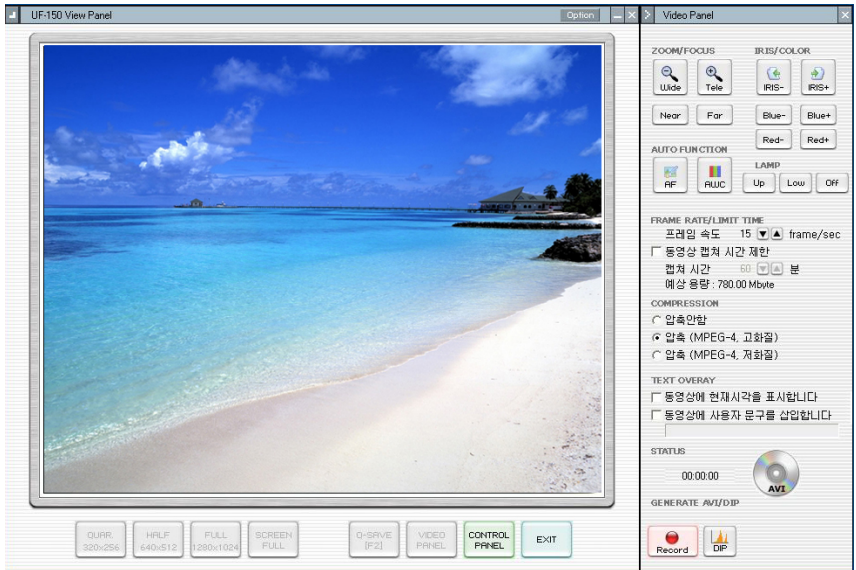 UF-150 View Panel
Option
Video Panel
ZOOM/FOCUS
IRIS/COLOR
Wide
Tele
IRIS-
IRIS+
Near
Far
Blue-
Blue+
Red-
Red+
AUTO FUNCTION
LAMP
AF
AWC
Up
Low
Off
FRAME RATE/LIMIT TIME
프레임 속도 15 frame/sec
동영상 캡쳐 시간 제한
캡쳐 시간 60 분
예상 용량 : 780.00 Mbyte
COMPRESSION
압축안함
압축 (MPEG-4, 고화질)
압축 (MPEG-4, 저화질)
TEXT OVERAY
동영상에 현재시각을 표시합니다
동영상에 사용자 문구를 삽입합니다
STATUS
00:00:00
AVI
GENERATE AVI/DIP
Record
DIP
QUAR.
320x256
HALF
640x512
FULL
1280x1024
SCREEN
FULL
Q-SAVE
[F2]
VIDEO
PANEL
CONTROL
PANEL
EXIT